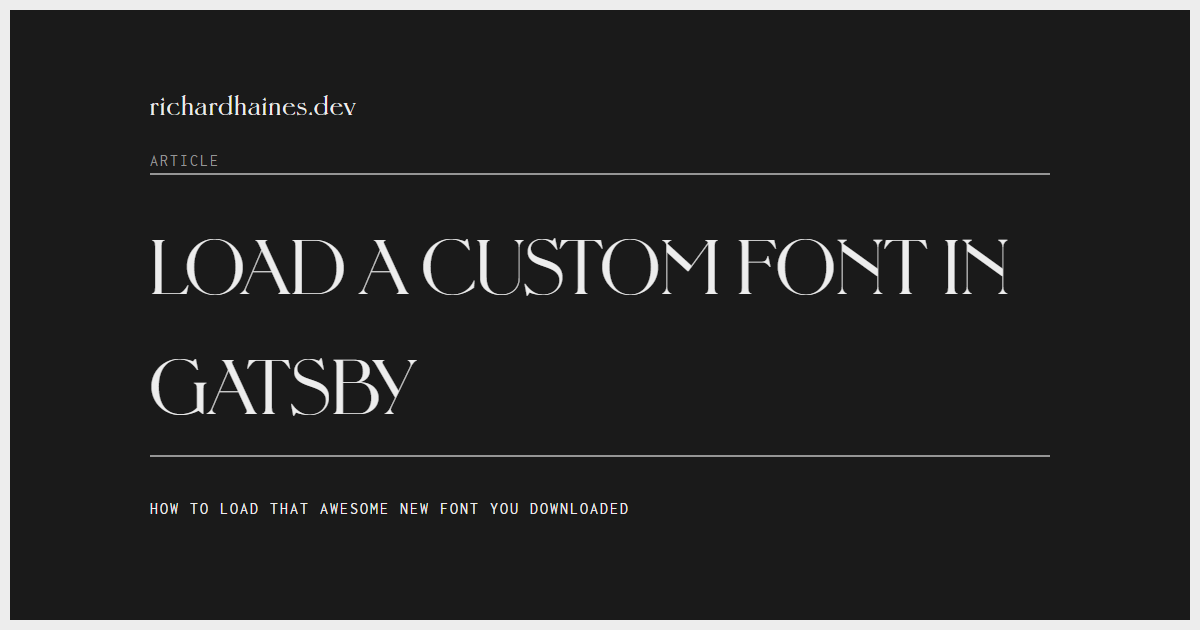 richardhaines.dev
ARTICLE
LOAD A CUSTOM FONT IN
GATSBY
HOW TO LOAD THAT AWESOME NEW FONT YOU DOWNLOADED